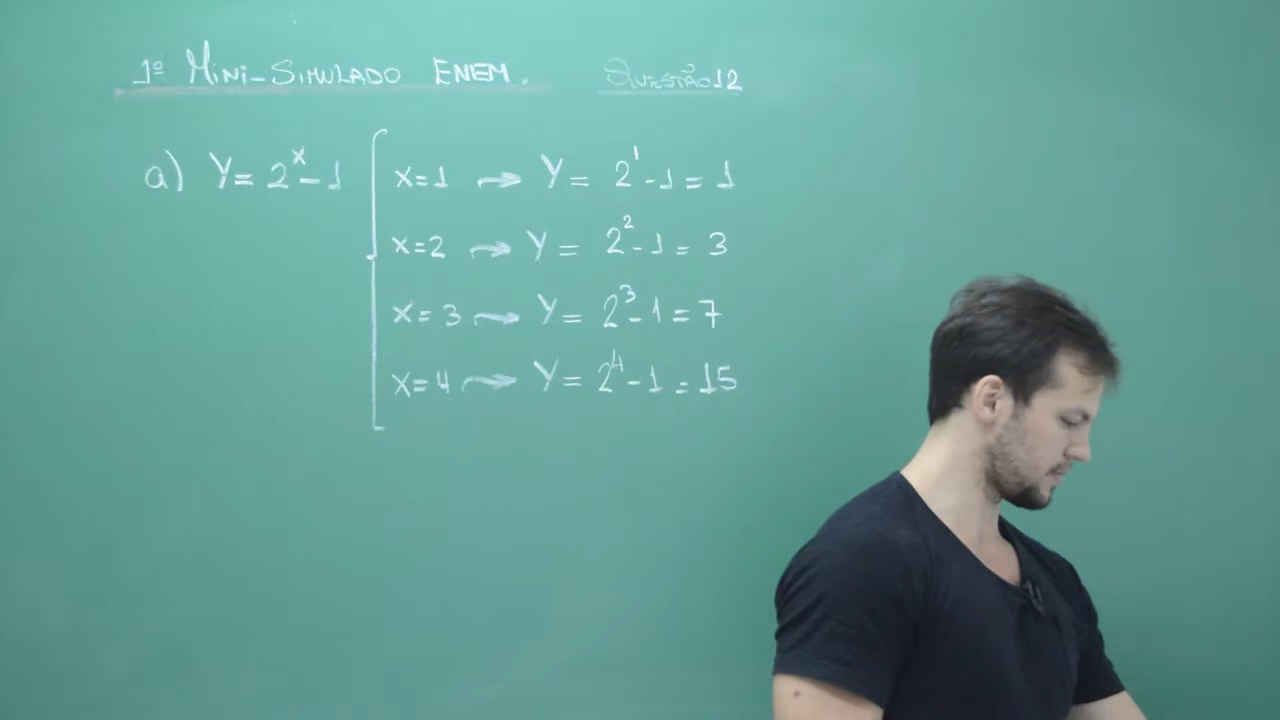 1º MINI-SIMULADO ENEM. QUESTÃO 12
a) Y = 2^x - 1
x=1 → Y = 2^1 - 1 = 1
x=2 → Y = 2^2 - 1 = 3
x=3 → Y = 2^3 - 1 = 7
x=4 → Y = 2^4 - 1 = 15